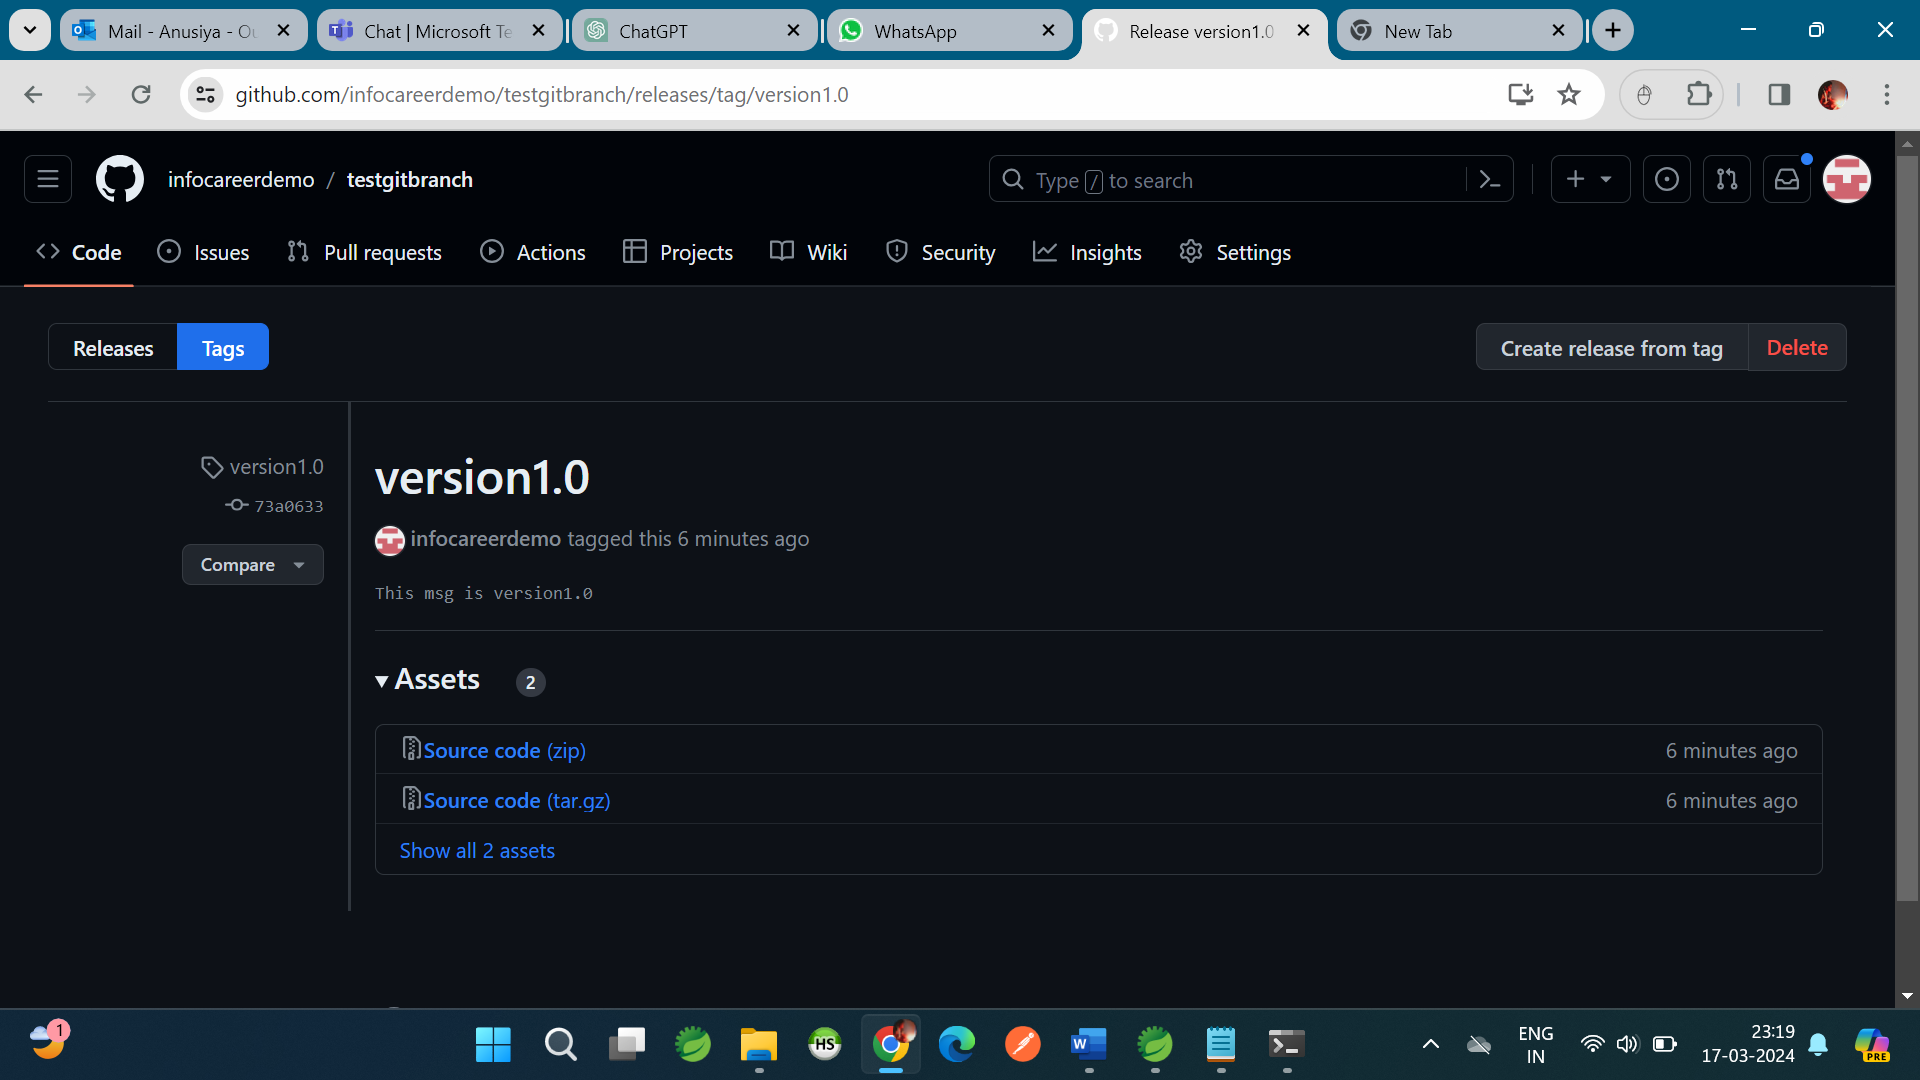 Mail - Anusiya - Ou
Chat | Microsoft Te
ChatGPT
WhatsApp
Release version1.0
New Tab
github.com/infocareerdemo/testgitbranch/releases/tag/version1.0
infocareerdemo / testgitbranch
Type / to search
Code
Issues
Pull requests
Actions
Projects
Wiki
Security
Insights
Settings
Releases
Tags
Create release from tag
Delete
version1.0
73a0633
Compare
version1.0
infocareerdemo tagged this 6 minutes ago
This msg is version1.0
Assets 2
Source code (zip) 6 minutes ago
Source code (tar.gz) 6 minutes ago
Show all 2 assets
1
HS
W
ENG
IN
23:19
17-03-2024
PRE